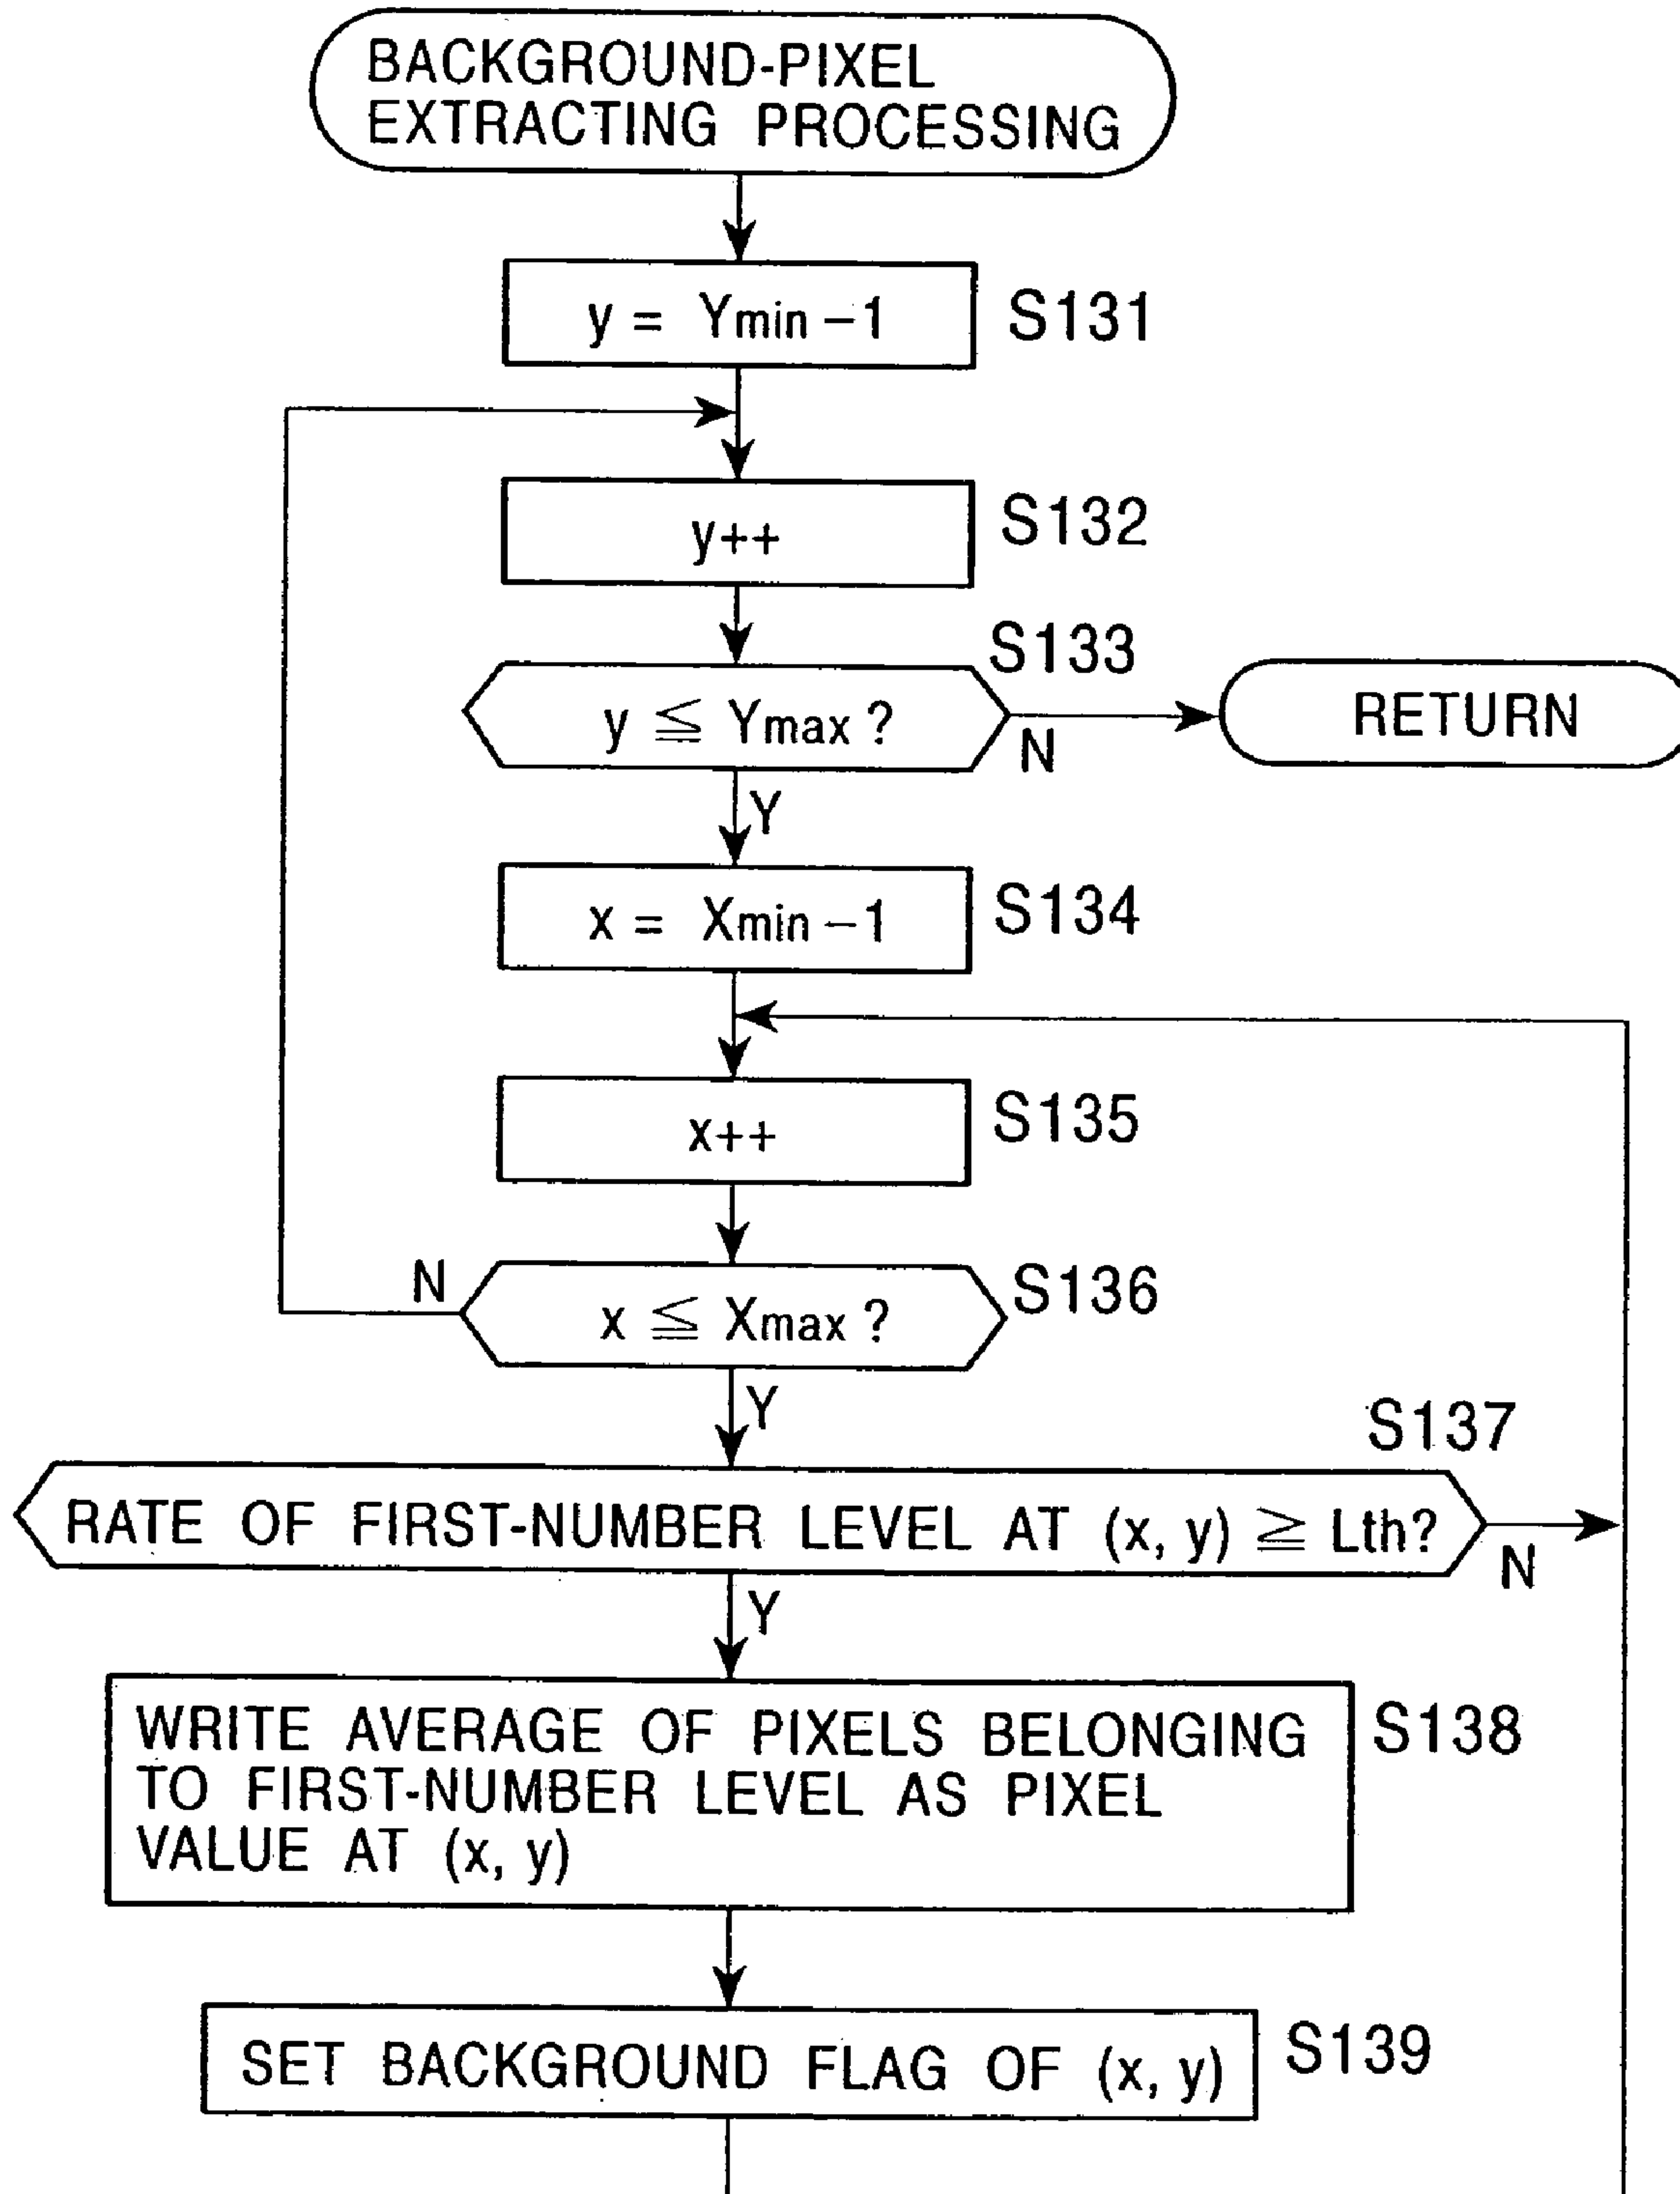 BACKGROUND-PIXEL
EXTRACTING PROCESSING
y = Ymin −1
S131
y++
S132
S133
y ≦ Ymax ?
N
RETURN
Y
x = Xmin −1
S134
x++
S135
N
x ≦ Xmax ?
S136
Y
S137
RATE OF FIRST-NUMBER LEVEL AT (x, y) ≧ Lth?
N
Y
WRITE AVERAGE OF PIXELS BELONGING
TO FIRST-NUMBER LEVEL AS PIXEL
VALUE AT (x, y)
S138
SET BACKGROUND FLAG OF (x, y)
S139